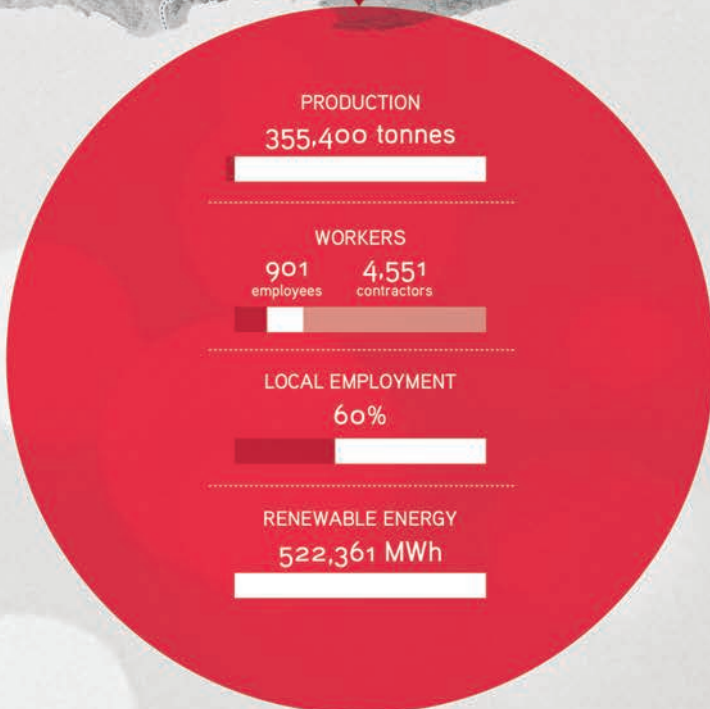 PRODUCTION
355,400 tonnes
WORKERS
901 4,551
employees contractors
LOCAL EMPLOYMENT
60%
RENEWABLE ENERGY
522,361 MWh